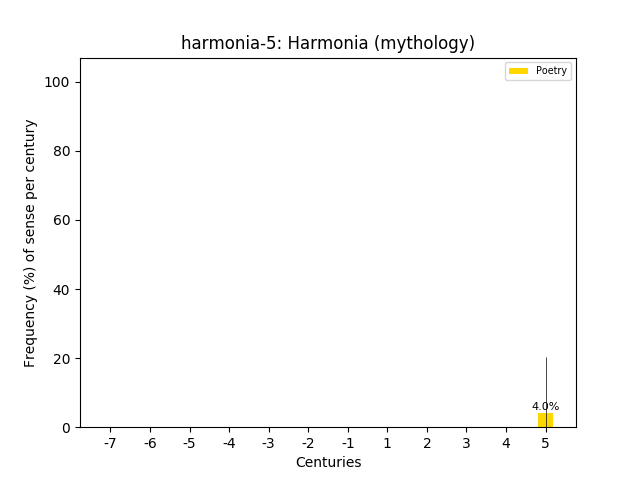 harmonia-5: Harmonia (mythology)
Poetry
Frequency (%) of sense per century
100
80
60
40
20
0
4.0%
-7 -6 -5 -4 -3 -2 -1 1 2 3 4 5
Centuries